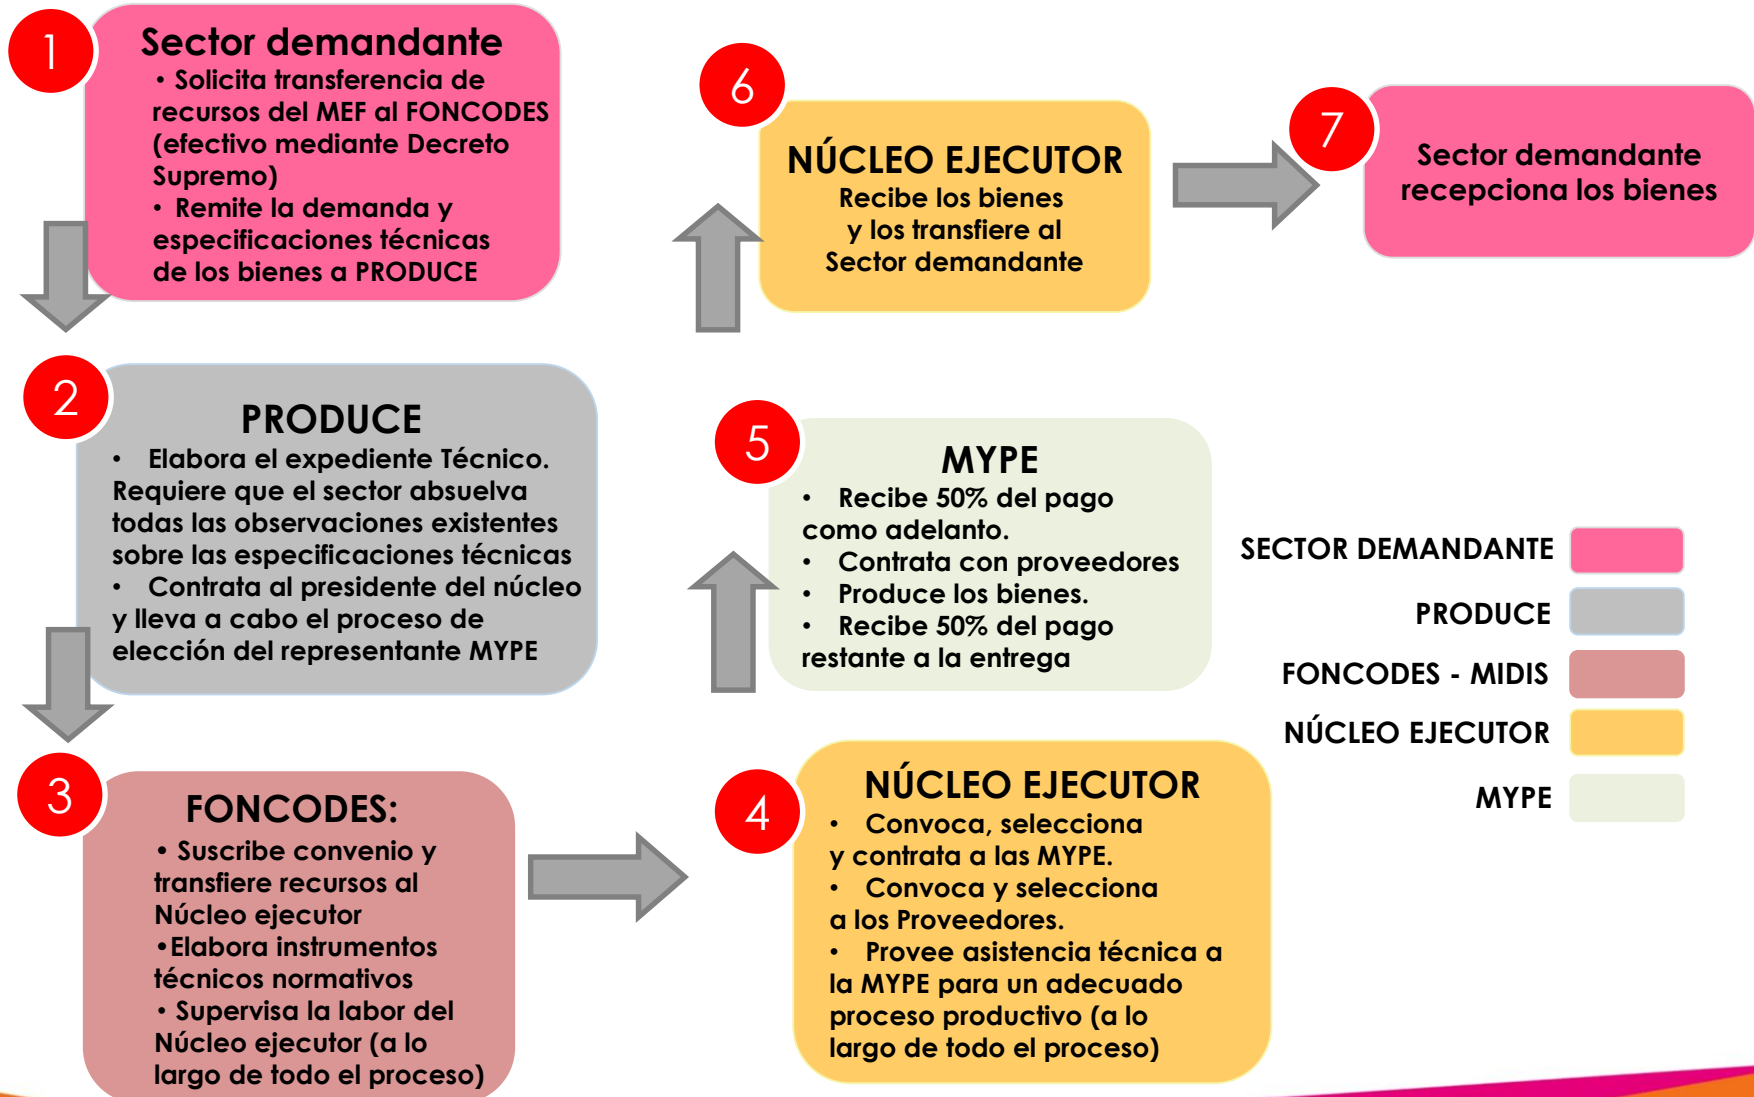 1
Sector demandante
• Solicita transferencia de
recursos del MEF al FONCODES
(efectivo mediante Decreto
Supremo)
• Remite la demanda y
especificaciones técnicas
de los bienes a PRODUCE
2
PRODUCE
• Elabora el expediente Técnico.
Requiere que el sector absuelva
todas las observaciones existentes
sobre las especificaciones técnicas
• Contrata al presidente del núcleo
y lleva a cabo el proceso de
elección del representante MYPE
3
FONCODES:
• Suscribe convenio y
transfiere recursos al
Núcleo ejecutor
•Elabora instrumentos
técnicos normativos
• Supervisa la labor del
Núcleo ejecutor (a lo
largo de todo el proceso)
4
NÚCLEO EJECUTOR
• Convoca, selecciona
y contrata a las MYPE.
• Convoca y selecciona
a los Proveedores.
• Provee asistencia técnica a
la MYPE para un adecuado
proceso productivo (a lo
largo de todo el proceso)
5
MYPE
• Recibe 50% del pago
como adelanto.
• Contrata con proveedores
• Produce los bienes.
• Recibe 50% del pago
restante a la entrega
6
NÚCLEO EJECUTOR
Recibe los bienes
y los transfiere al
Sector demandante
7
Sector demandante
recepciona los bienes
SECTOR DEMANDANTE
PRODUCE
FONCODES - MIDIS
NÚCLEO EJECUTOR
MYPE